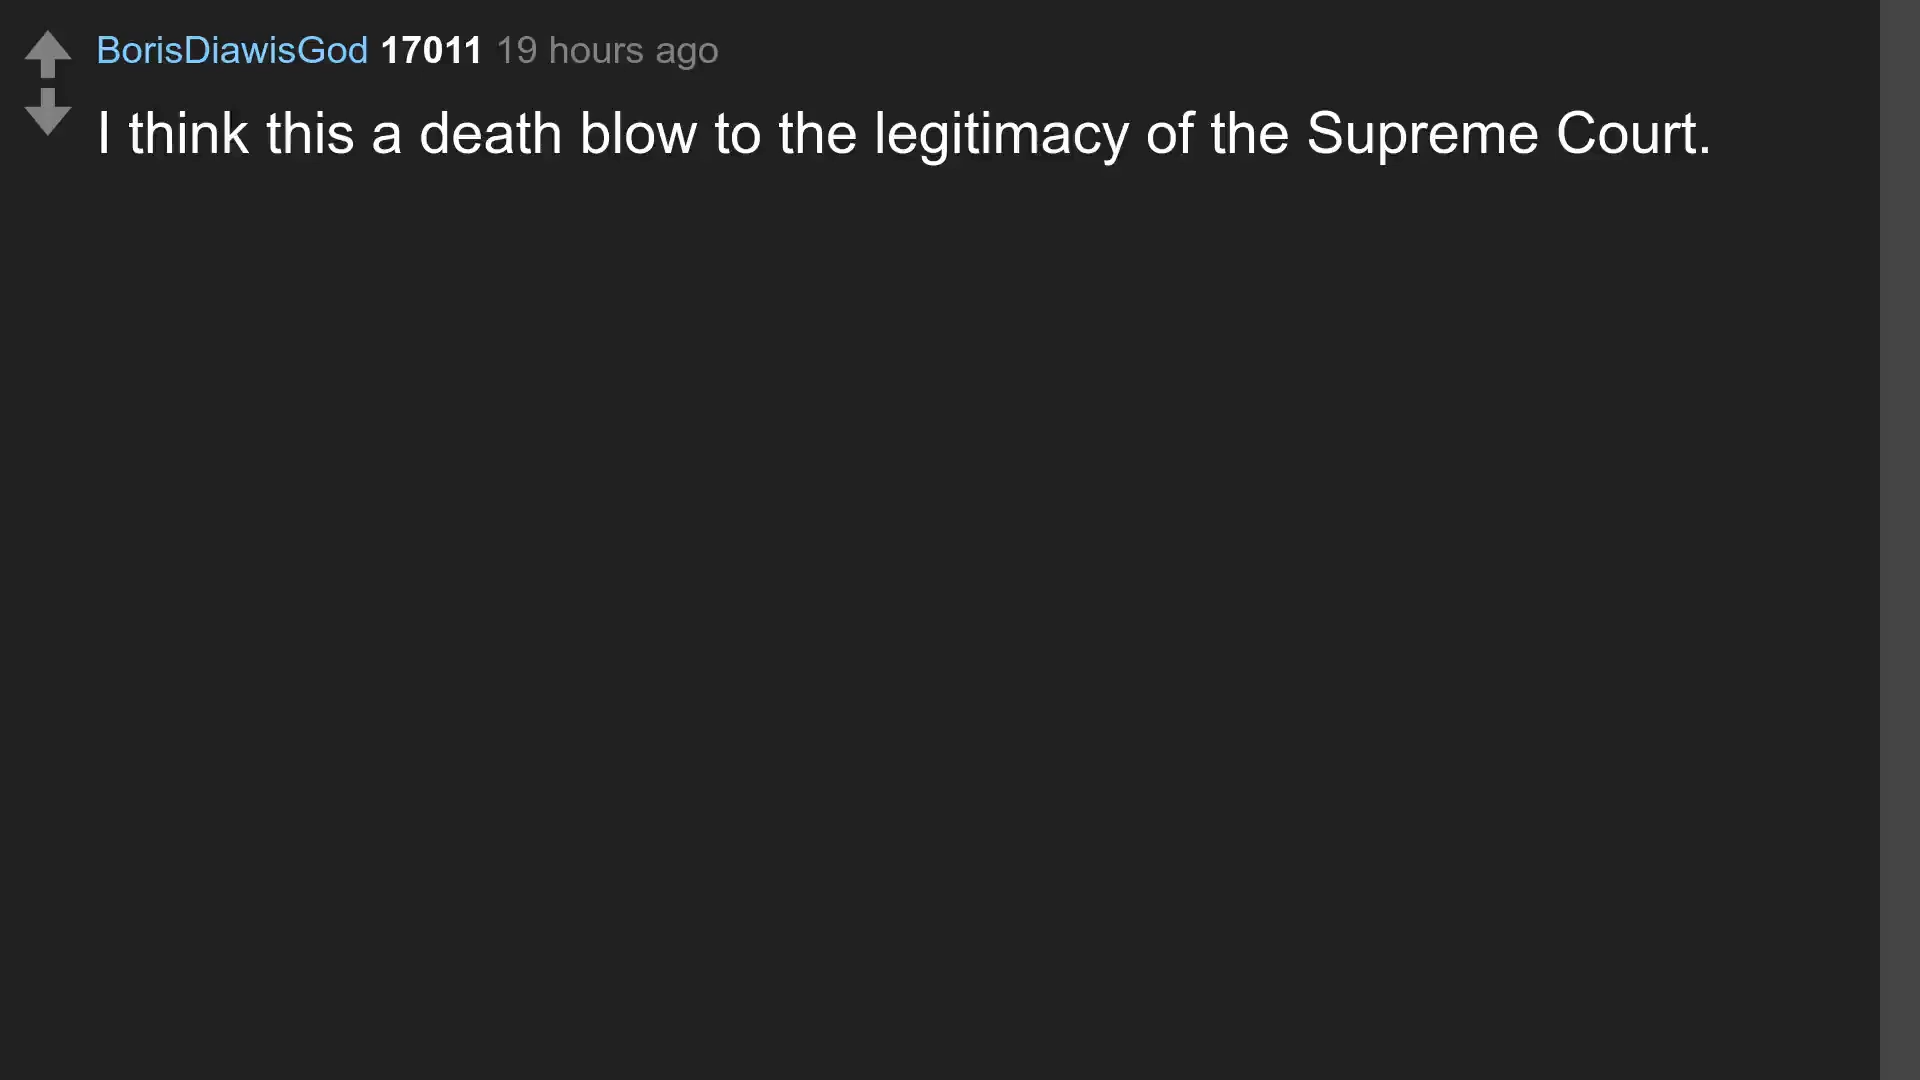 BorisDiawisGod 17011 19 hours ago
I think this a death blow to the legitimacy of the Supreme Court.